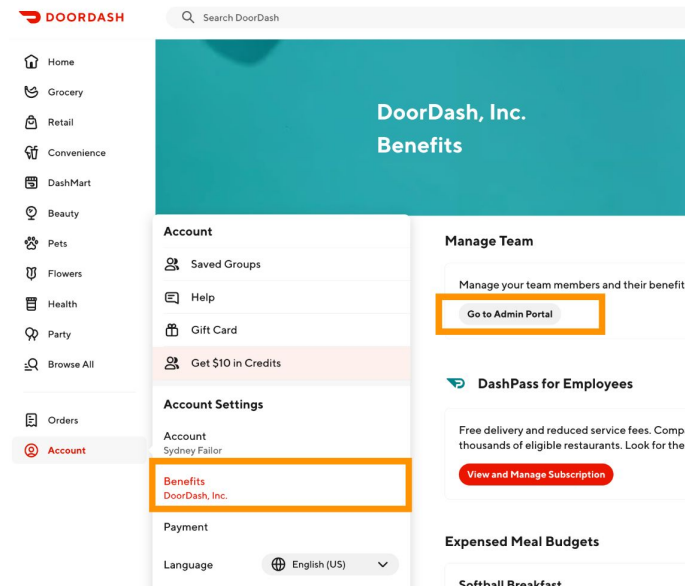 DOORDASH
Search DoorDash
Home
Grocery
Retail
Convenience
DashMart
Beauty
Pets
Flowers
Health
Party
Browse All
Orders
Account
DoorDash, Inc.
Benefits
Account
Saved Groups
Help
Gift Card
Get $10 in Credits
Account Settings
Account
Sydney Failor
Benefits
DoorDash, Inc.
Payment
Language
English (US)
Manage Team
Manage your team members and their benefit
Go to Admin Portal
DashPass for Employees
Free delivery and reduced service fees. Comp
thousands of eligible restaurants. Look for the
View and Manage Subscription
Expensed Meal Budgets
Softball Breakfast